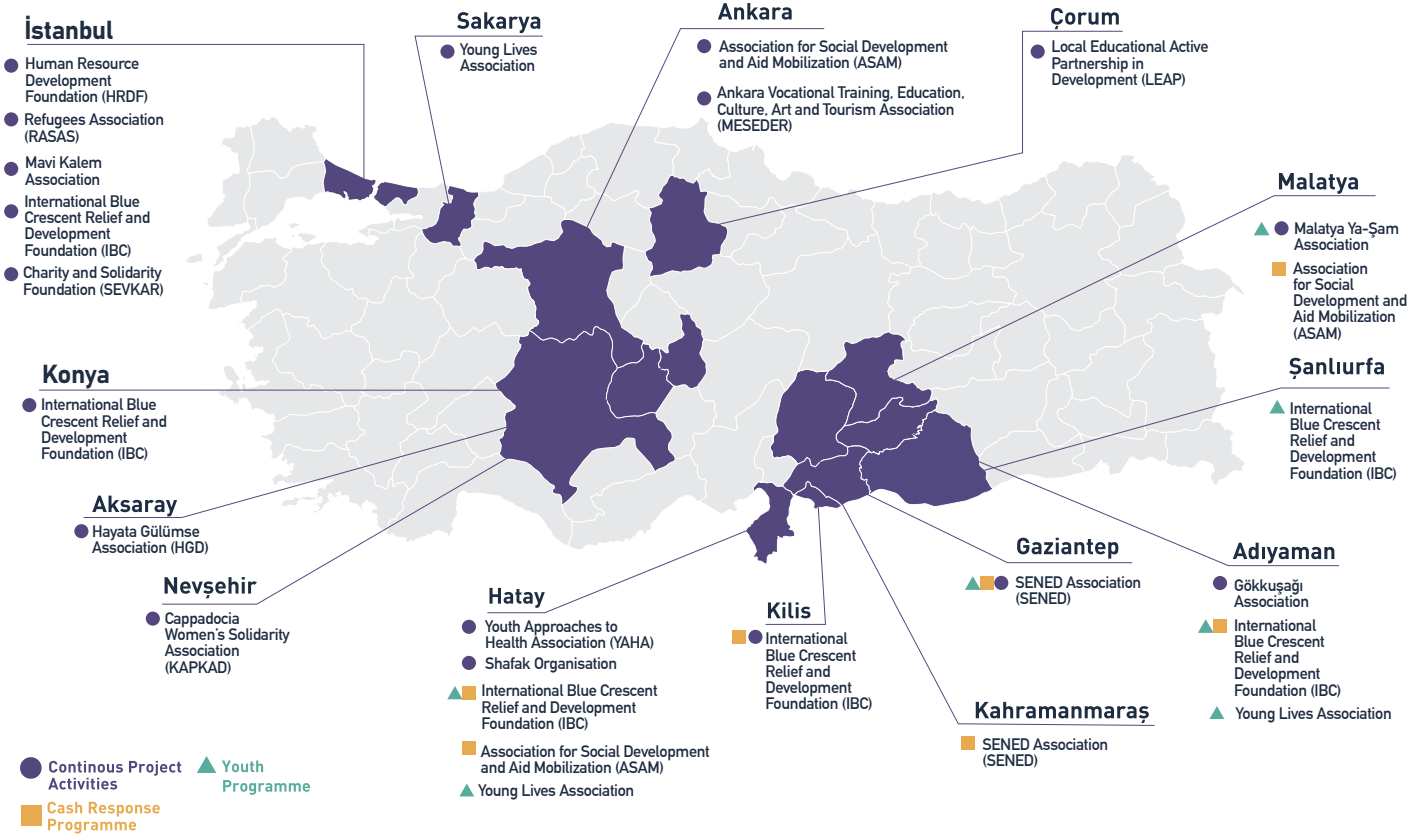 İstanbul
Human Resource
Development
Foundation (HRDF)
Refugees Association
(RASAS)
Mavi Kalem
Association
International Blue
Crescent Relief and
Development
Foundation (IBC)
Charity and Solidarity
Foundation (SEVKAR)
Sakarya
Young Lives
Association
Ankara
Association for Social Development
and Aid Mobilization (ASAM)
Ankara Vocational Training, Education,
Culture, Art and Tourism Association
(MESEDER)
Çorum
Local Educational Active
Partnership in
Development (LEAP)
Malatya
Malatya Ya-Şam
Association
Association
for Social
Development and
Aid Mobilization
(ASAM)
Şanlıurfa
International
Blue Crescent
Relief and
Development
Foundation (IBC)
Konya
International Blue
Crescent Relief and
Development
Foundation (IBC)
Aksaray
Hayata Gülümse
Association (HGD)
Nevşehir
Cappadocia
Women's Solidarity
Association
(KAPKAD)
Hatay
Youth Approaches to
Health Association (YAHA)
Shafak Organisation
International Blue Crescent
Relief and Development
Foundation (IBC)
Association for Social Development
and Aid Mobilization (ASAM)
Young Lives Association
Kilis
International
Blue Crescent
Relief and
Development
Foundation (IBC)
Gaziantep
SENED Association
(SENED)
Kahramanmaraş
SENED Association
(SENED)
Adıyaman
Gökkuşağı
Association
International
Blue Crescent
Relief and
Development
Foundation (IBC)
Young Lives Association
Continous Project
Activities
Youth
Programme
Cash Response
Programme